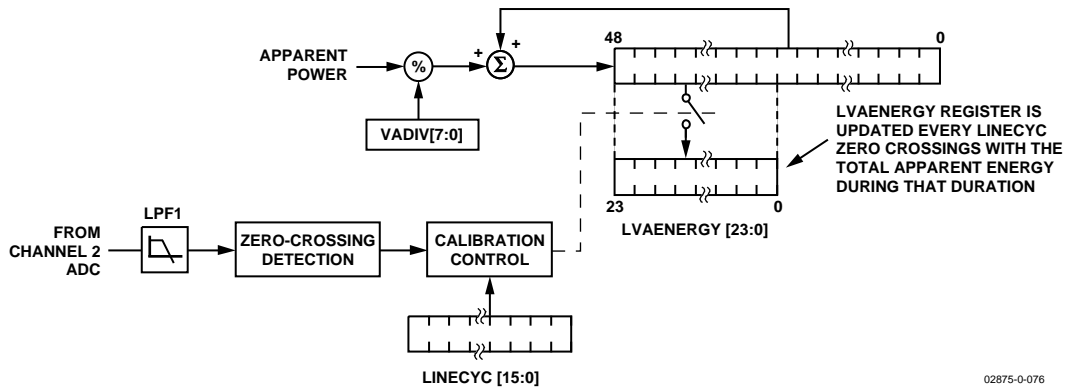 APPARENT
POWER
%
+
+
Σ
48
0
VADIV[7:0]
LVAENERGY REGISTER IS
UPDATED EVERY LINECYC
ZERO CROSSINGS WITH THE
TOTAL APPARENT ENERGY
DURING THAT DURATION
23
0
LVAENERGY [23:0]
FROM
CHANNEL 2
ADC
LPF1
ZERO-CROSSING
DETECTION
CALIBRATION
CONTROL
LINECYC [15:0]
02875-0-076